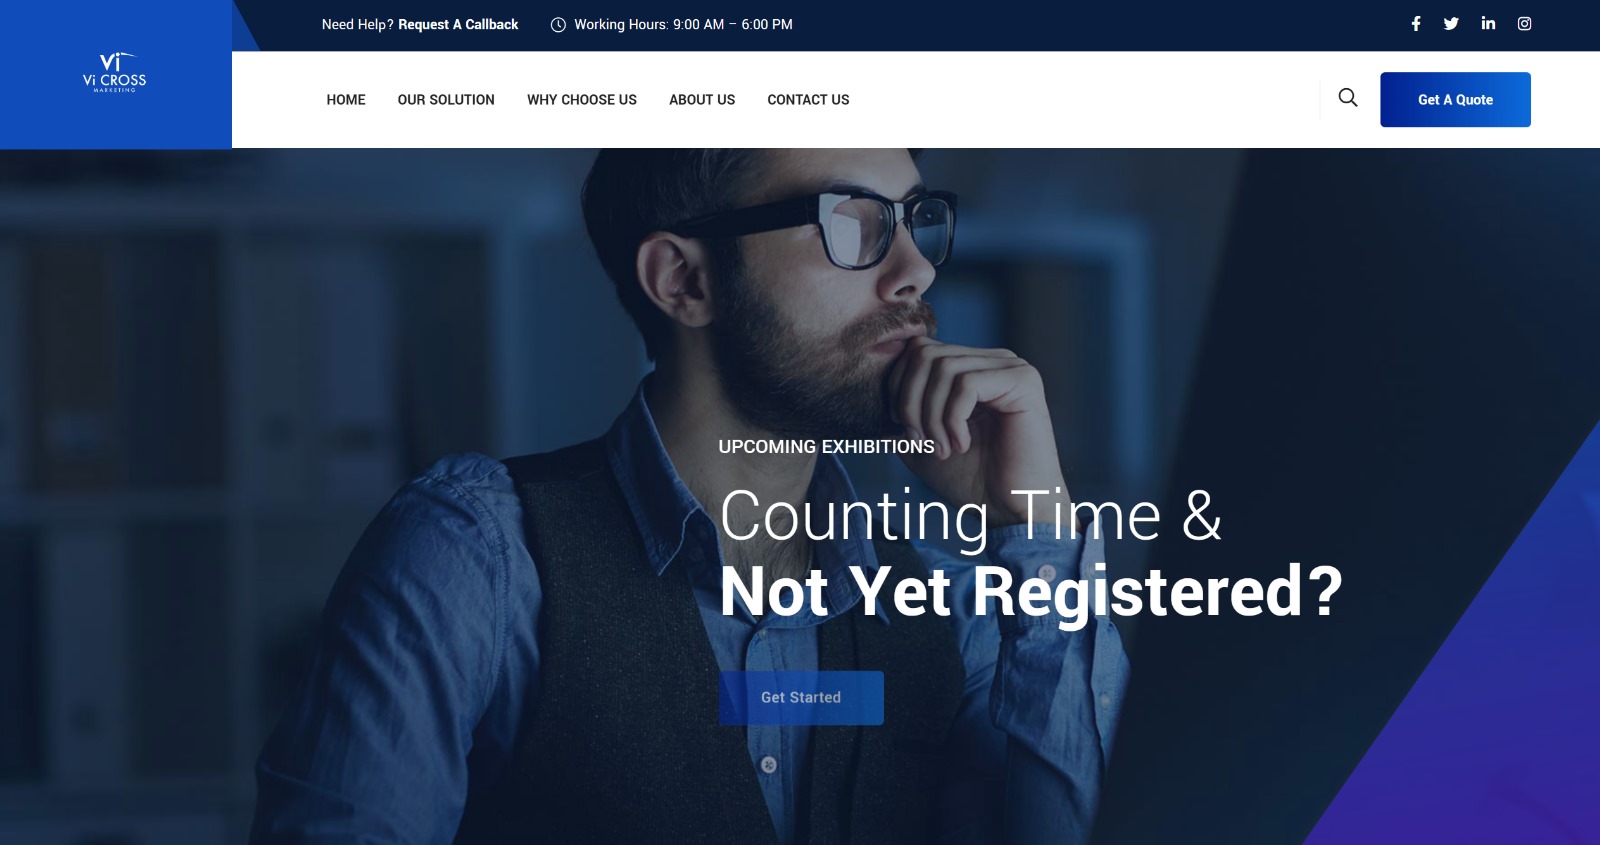 Need Help? Request A Callback
Working Hours: 9:00 AM – 6:00 PM
Vi
Vi CROSS
MARKETING
HOME
OUR SOLUTION
WHY CHOOSE US
ABOUT US
CONTACT US
Get A Quote
UPCOMING EXHIBITIONS
Counting Time &
Not Yet Registered?
Get Started